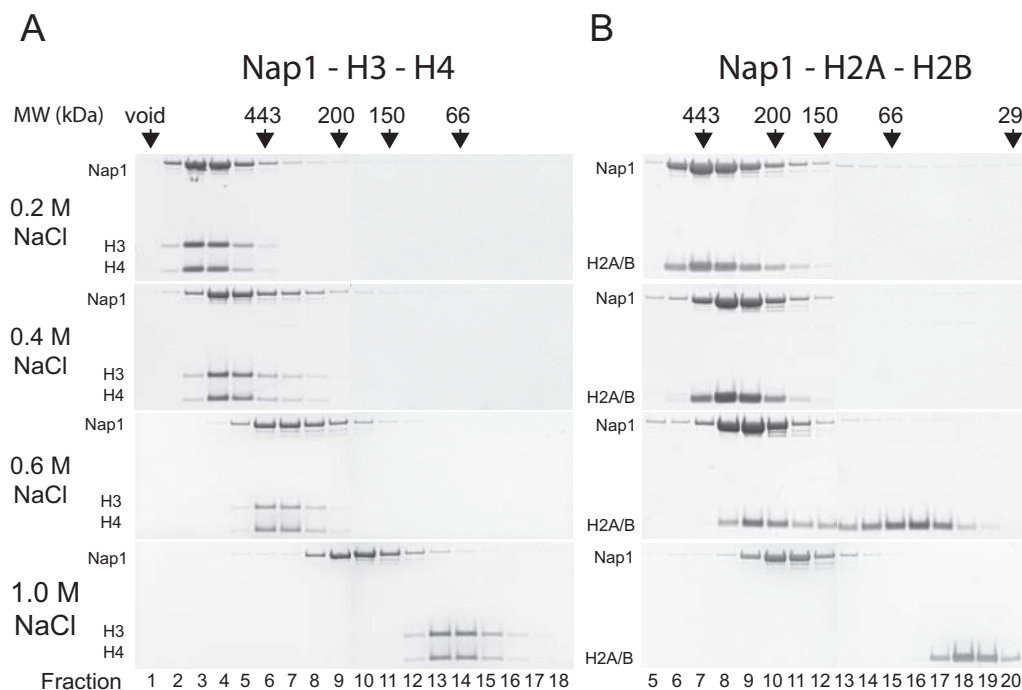 A
Nap1 - H3 - H4
MW (kDa) void 443 200 150 66
0.2 M
NaCl
Nap1
H3
H4
0.4 M
NaCl
Nap1
H3
H4
0.6 M
NaCl
Nap1
H3
H4
1.0 M
NaCl
Nap1
H3
H4
Fraction 1 2 3 4 5 6 7 8 9 10 11 12 13 14 15 16 17 18
B
Nap1 - H2A - H2B
443 200 150 66 29
Nap1
H2A/B
Nap1
H2A/B
Nap1
H2A/B
Nap1
H2A/B
5 6 7 8 9 10 11 12 13 14 15 16 17 18 19 20